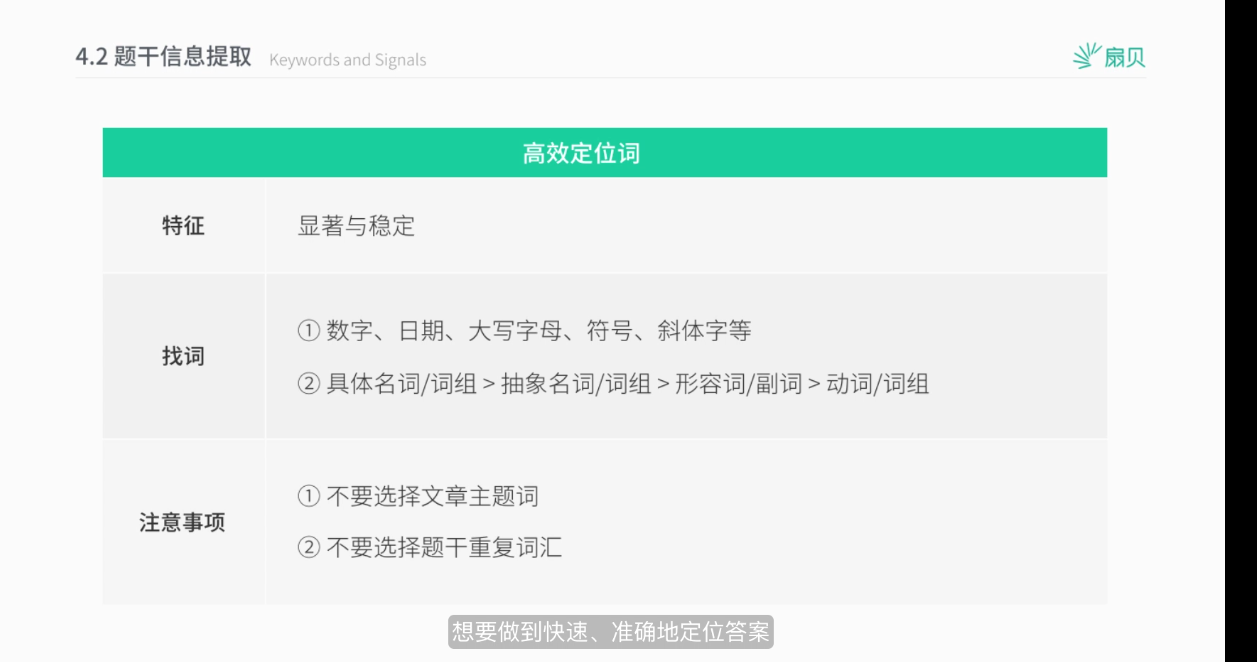 4.2 题干信息提取 Keywords and Signals
扇贝
高效定位词
特征
显著与稳定
找词
① 数字、日期、大写字母、符号、斜体字等
② 具体名词/词组 > 抽象名词/词组 > 形容词/副词 > 动词/词组
注意事项
① 不要选择文章主题词
② 不要选择题干重复词汇
想要做到快速、准确地定位答案